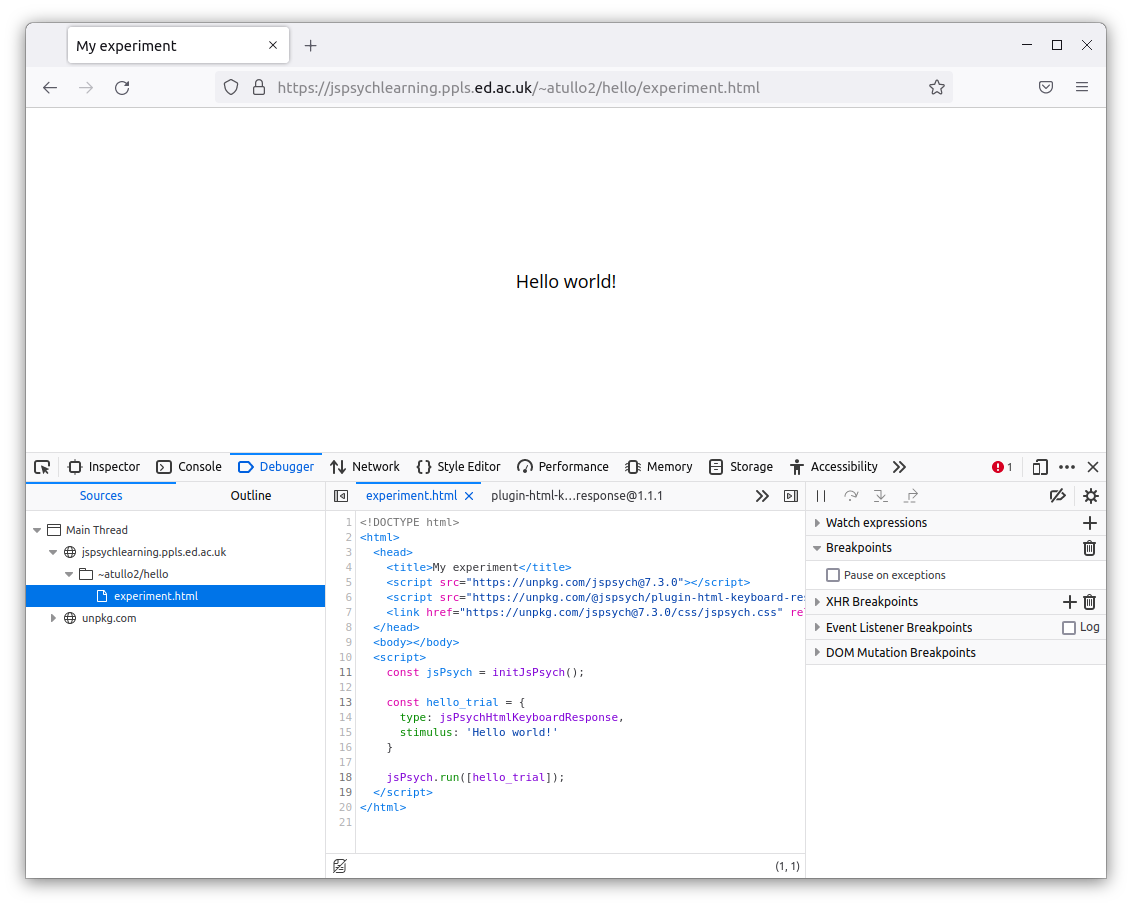 My experiment
https://jspsychlearning.ppls.ed.ac.uk/~atullo2/hello/experiment.html
Hello world!
Inspector Console Debugger Network Style Editor Performance Memory Storage Accessibility 1
Sources Outline
experiment.html plugin-html-k...response@1.1.1
Main Thread
jspsychlearning.ppls.ed.ac.uk
~atullo2/hello
experiment.html
unpkg.com
1 <!DOCTYPE html>
2 <html>
3 <head>
4 <title>My experiment</title>
5 <script src="https://unpkg.com/jspsych@7.3.0"></script>
6 <script src="https://unpkg.com/@jspsych/plugin-html-keyboard-res
7 <link href="https://unpkg.com/jspsych@7.3.0/css/jspsych.css" rel
8 </head>
9 <body></body>
10 <script>
11 const jsPsych = initJsPsych();
12
13 const hello_trial = {
14 type: jsPsychHtmlKeyboardResponse,
15 stimulus: 'Hello world!'
16 }
17
18 jsPsych.run([hello_trial]);
19 </script>
20 </html>
21
(1, 1)
Watch expressions
Breakpoints
Pause on exceptions
XHR Breakpoints
Event Listener Breakpoints Log
DOM Mutation Breakpoints